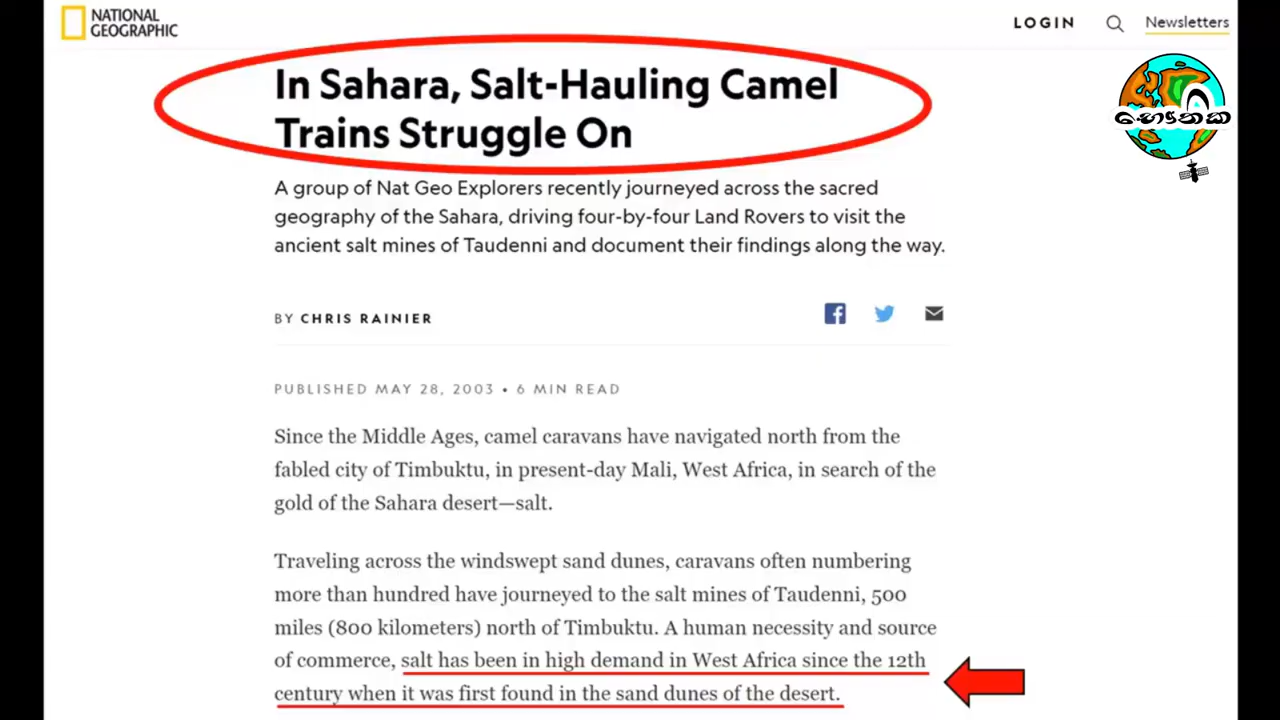 NATIONAL
GEOGRAPHIC
LOGIN
Newsletters
භෞතික
In Sahara, Salt-Hauling Camel
Trains Struggle On
A group of Nat Geo Explorers recently journeyed across the sacred
geography of the Sahara, driving four-by-four Land Rovers to visit the
ancient salt mines of Taudenni and document their findings along the way.
BY CHRIS RAINIER
PUBLISHED MAY 28, 2003 • 6 MIN READ
Since the Middle Ages, camel caravans have navigated north from the
fabled city of Timbuktu, in present-day Mali, West Africa, in search of the
gold of the Sahara desert—salt.
Traveling across the windswept sand dunes, caravans often numbering
more than hundred have journeyed to the salt mines of Taudenni, 500
miles (800 kilometers) north of Timbuktu. A human necessity and source
of commerce, salt has been in high demand in West Africa since the 12th
century when it was first found in the sand dunes of the desert.